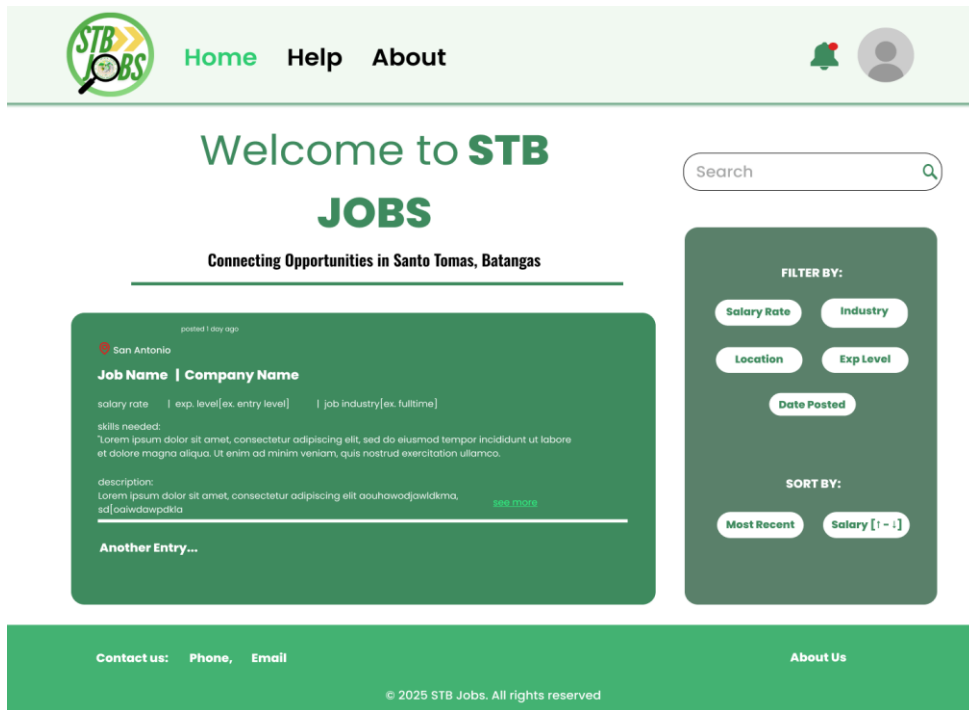 STB
JOBS
Home Help About
Welcome to STB
JOBS
Connecting Opportunities in Santo Tomas, Batangas
Search
posted 1 day ago
San Antonio
Job Name | Company Name
salary rate | exp. level[ex. entry level] | job industry[ex. fulltime]
skills needed:
"Lorem ipsum dolor sit amet, consectetur adipiscing elit, sed do eiusmod tempor incididunt ut labore
et dolore magna aliqua. Ut enim ad minim veniam, quis nostrud exercitation ullamco.
description:
Lorem ipsum dolor sit amet, consectetur adipiscing elit aouhawodjawldkma,
sd[oaiwdawpdkla
see more
Another Entry...
FILTER BY:
Salary Rate Industry
Location Exp Level
Date Posted
SORT BY:
Most Recent Salary [↑ - ↓]
Contact us: Phone, Email
About Us
© 2025 STB Jobs. All rights reserved